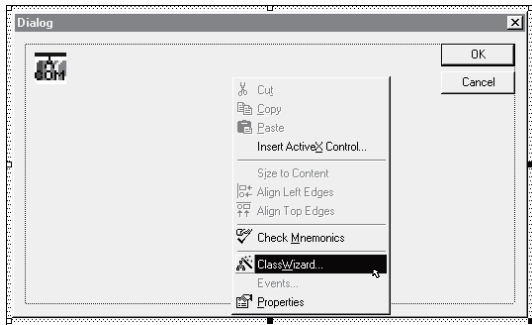 Dialog
OK
Cancel
Cut
Copy
Paste
Insert ActiveX Control...
Size to Content
Align Left Edges
Align Top Edges
Check Mnemonics
ClassWizard...
Events...
Properties